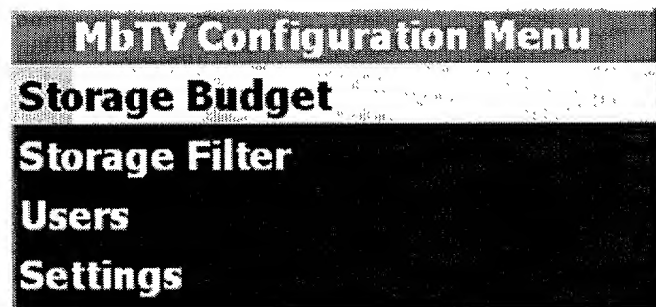 MbTV Configuration Menu
Storage Budget
Storage Filter
Users
Settings